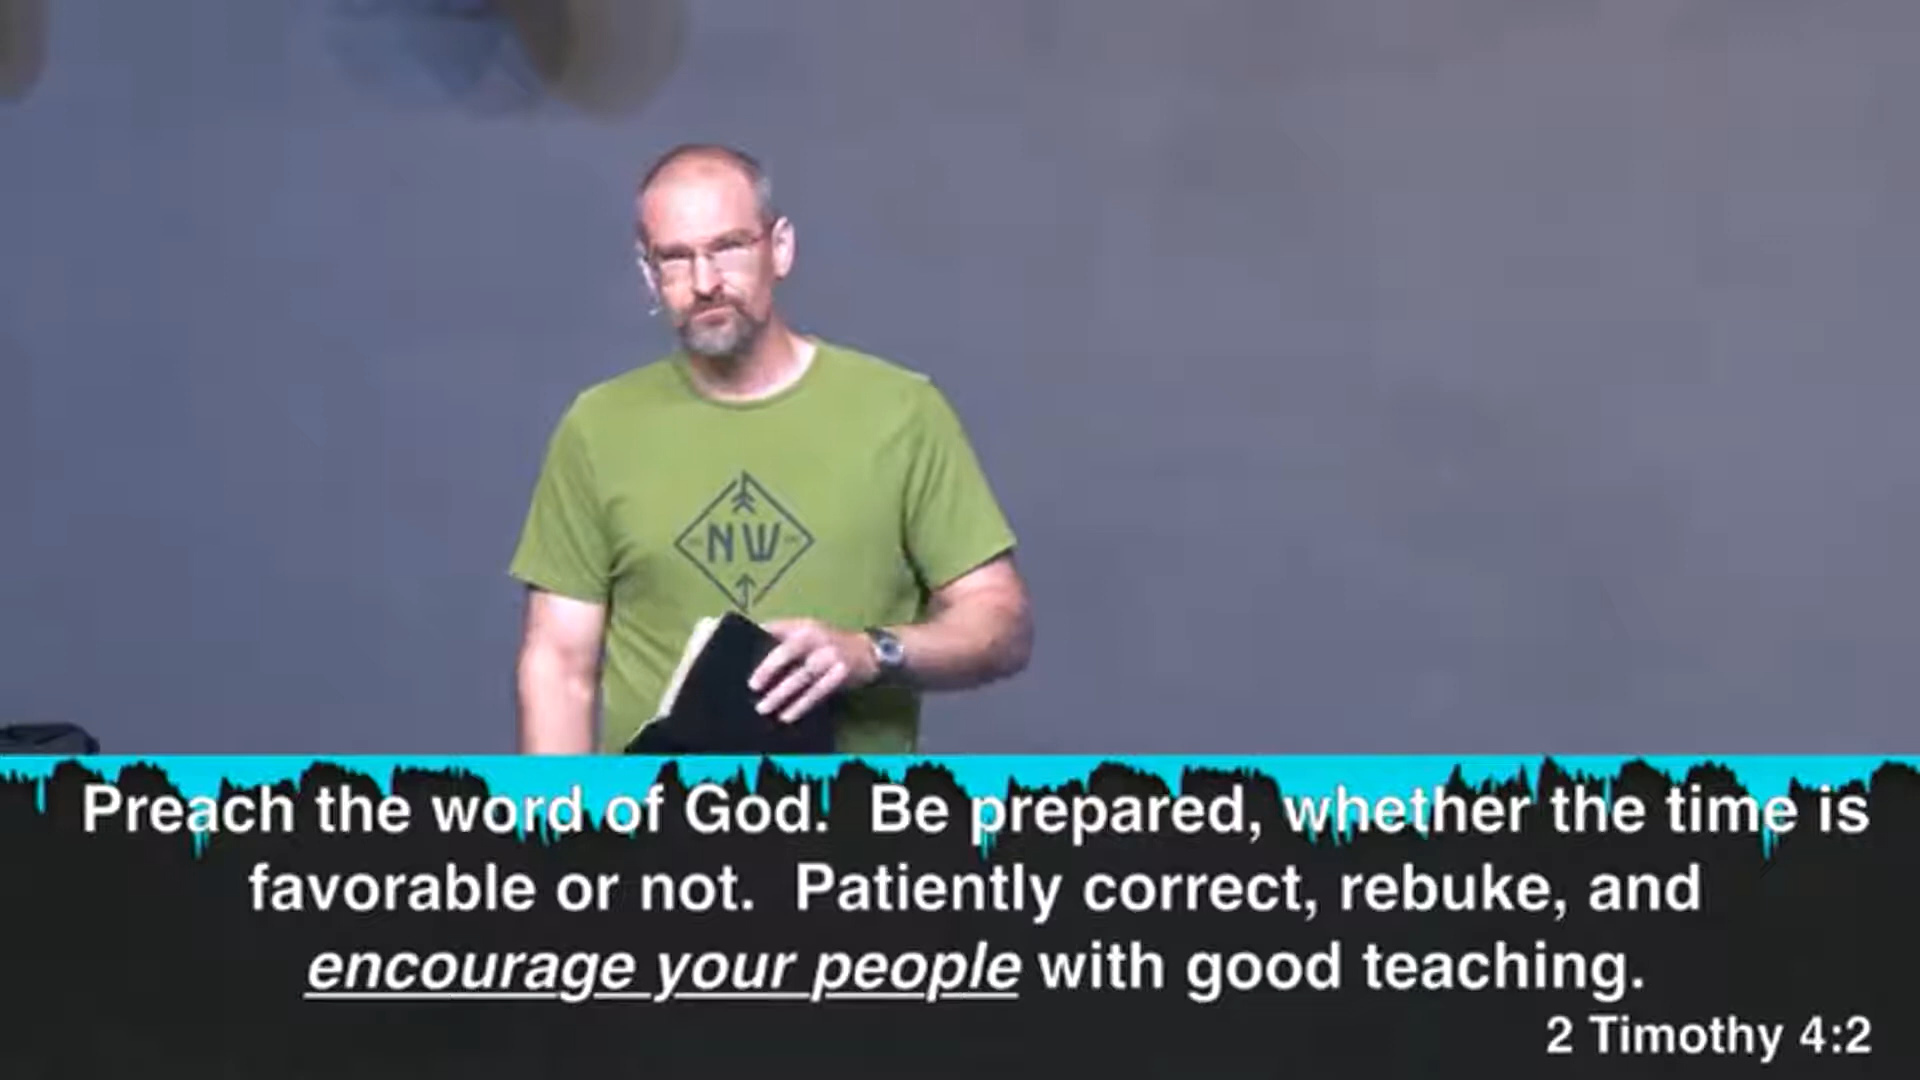 NW
Preach the word of God.  Be prepared, whether the time is
favorable or not.  Patiently correct, rebuke, and
encourage your people with good teaching.
2 Timothy 4:2